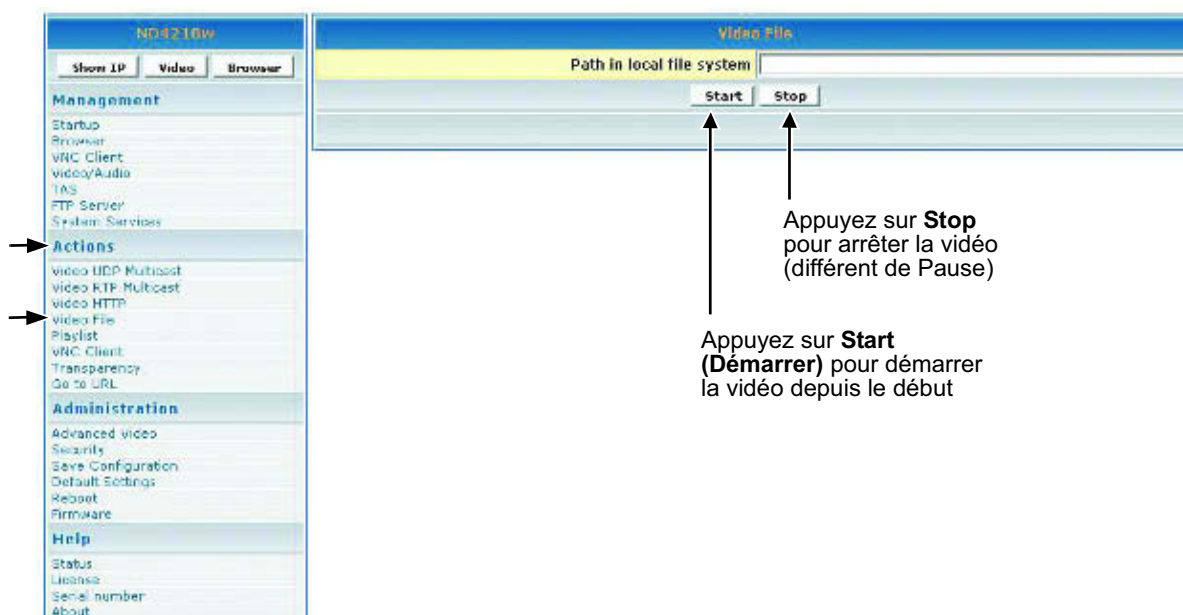 ND4210w
Show IP Video Browser
Management
Startup
Browser
VNC Client
Video/Audio
TAS
FTP Server
System Services
Actions
Video UDP Multicast
Video RTP Multicast
Video HTTP
Video File
Playlist
VNC Client
Transparency
Go to URL
Administration
Advanced video
Security
Save Configuration
Default Settings
Reboot
Firmware
Help
Status
License
Serial number
About
Video File
Path in local file system
Start Stop
Appuyez sur Stop
pour arrêter la vidéo
(différent de Pause)
Appuyez sur Start
(Démarrer) pour démarrer
la vidéo depuis le début